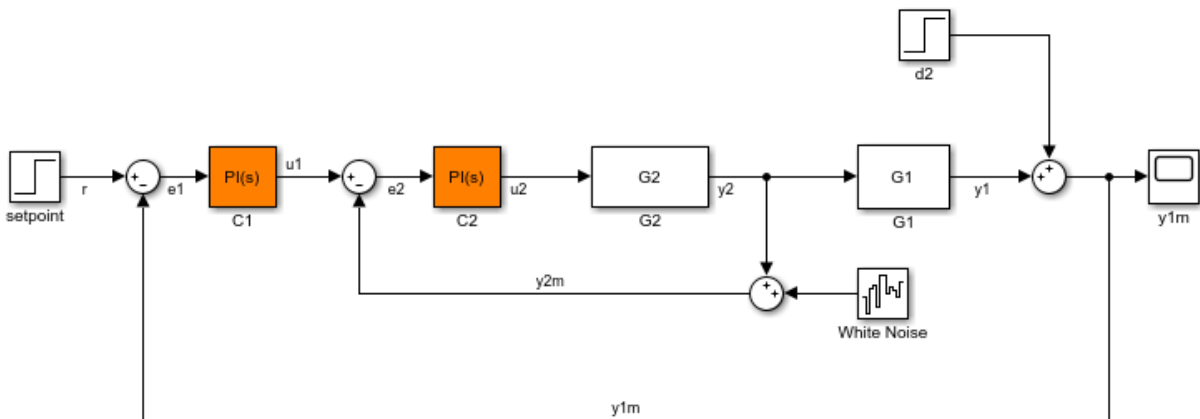 d2
setpoint
r
e1
PI(s)
C1
u1
e2
PI(s)
C2
u2
G2
G2
y2
G1
G1
y1
y1m
y2m
White Noise
y1m